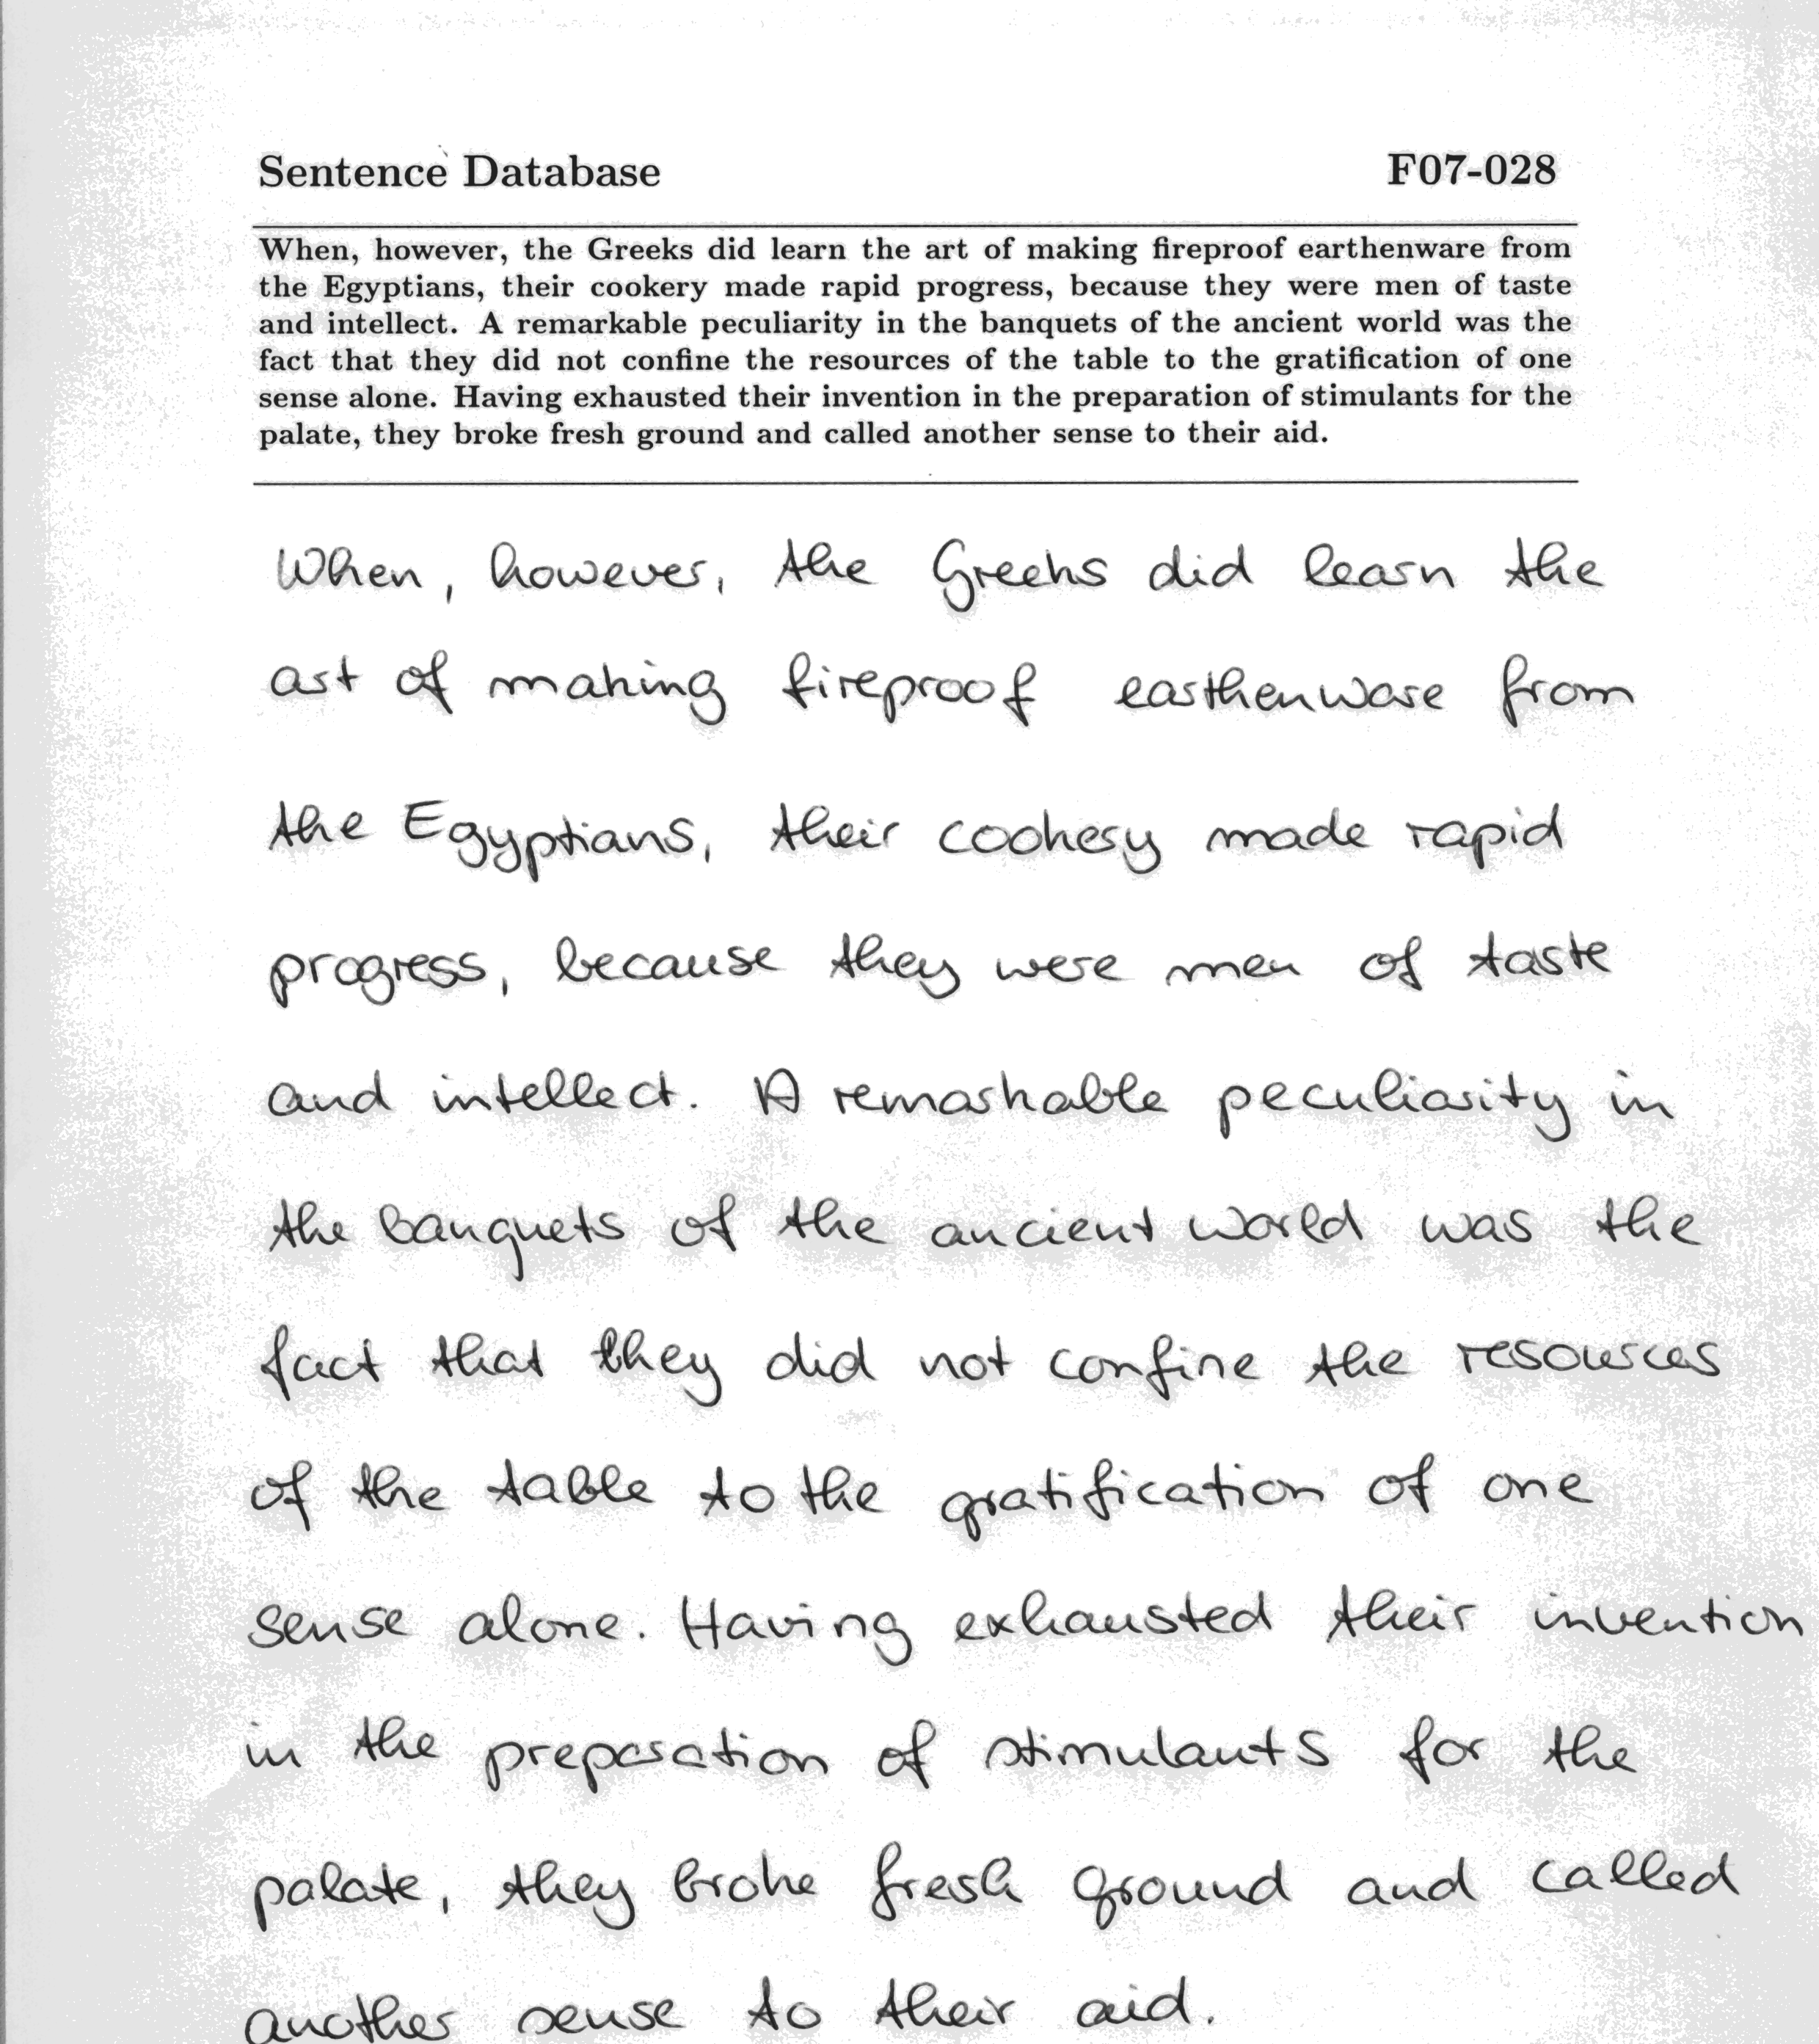 Sentence Database F07-028
When, however, the Greeks did learn the art of making fireproof earthenware from
the Egyptians, their cookery made rapid progress, because they were men of taste
and intellect. A remarkable peculiarity in the banquets of the ancient world was the
fact that they did not confine the resources of the table to the gratification of one
sense alone. Having exhausted their invention in the preparation of stimulants for the
palate, they broke fresh ground and called another sense to their aid.
When, however, the Greeks did learn the
art of making fireproof earthenware from
the Egyptians, their cookery made rapid
progress, because they were men of taste
and intellect. A remarkable peculiarity in
the banquets of the ancient world was the
fact that they did not confine the resources
of the table to the gratification of one
sense alone. Having exhausted their invention
in the preparation of stimulants for the
palate, they broke fresh ground and called
another sense to their aid.